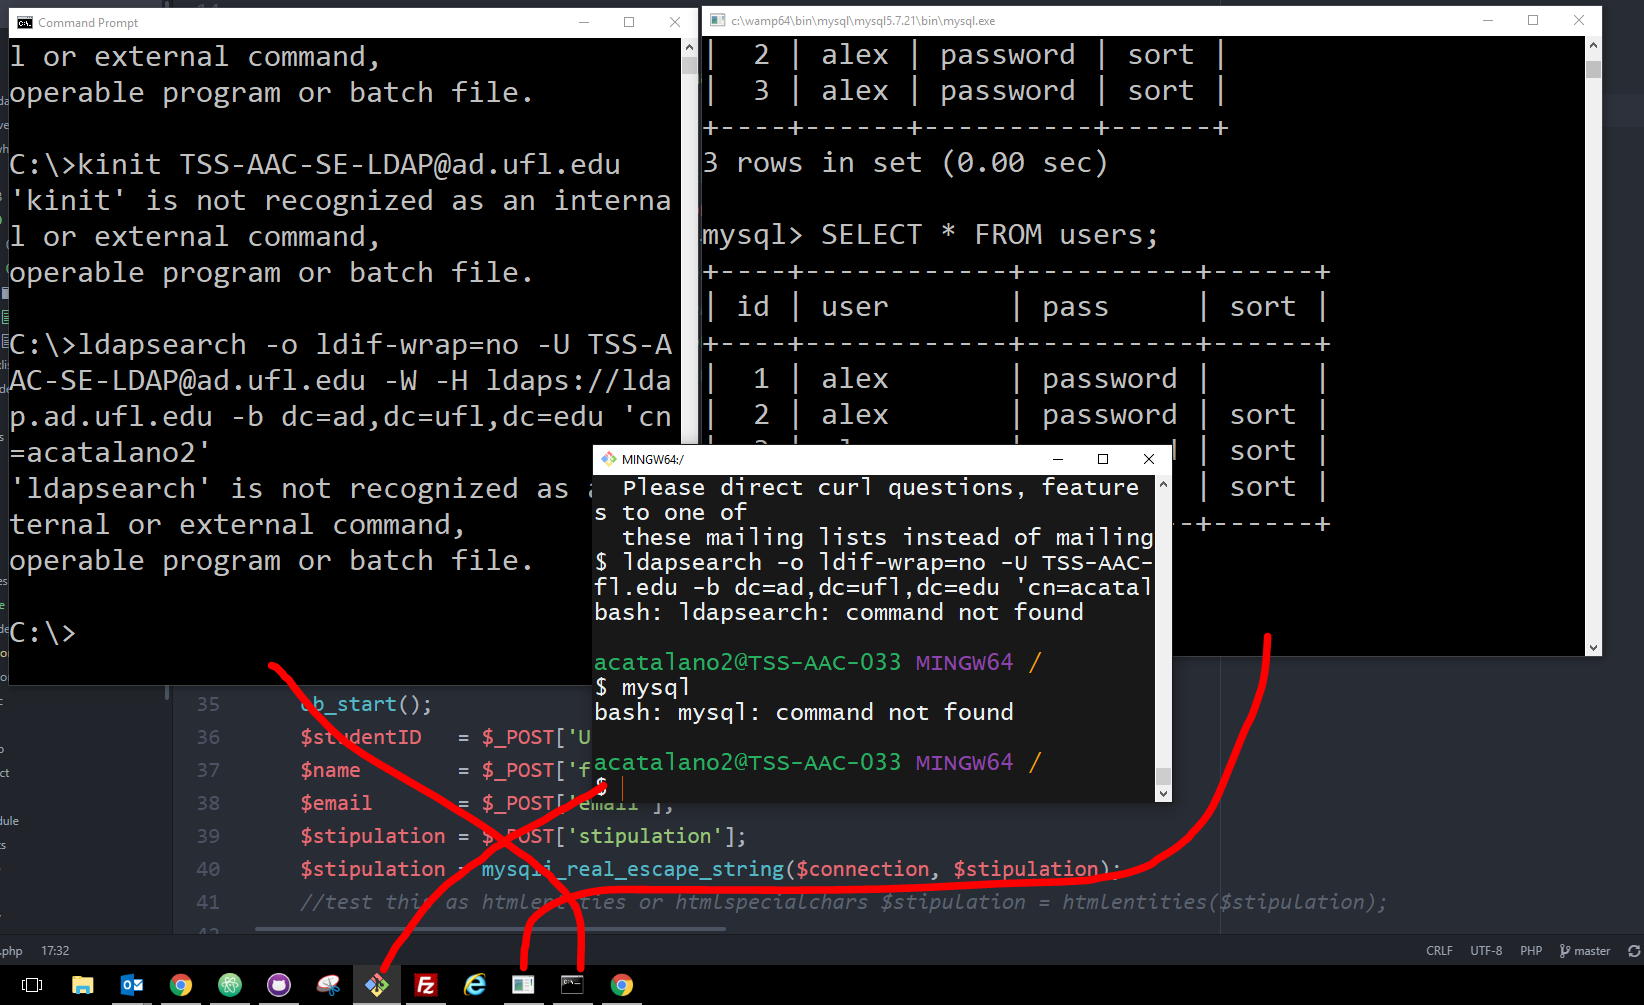 Command Prompt
l or external command,
operable program or batch file.
C:\>kinit TSS-AAC-SE-LDAP@ad.ufl.edu
'kinit' is not recognized as an interna
l or external command,
operable program or batch file.
C:\>ldapsearch -o ldif-wrap=no -U TSS-A
AC-SE-LDAP@ad.ufl.edu -W -H ldaps://lda
p.ad.ufl.edu -b dc=ad,dc=ufl,dc=edu 'cn
=acatalano2'
'ldapsearch' is not recognized as a
ternal or external command,
operable program or batch file.
C:\>
c:\wamp64\bin\mysql\mysql5.7.21\bin\mysql.exe
| 2 | alex | password | sort |
| 3 | alex | password | sort |
+----+------+----------+------+
3 rows in set (0.00 sec)
mysql> SELECT * FROM users;
+----+------------+----------+------+
| id | user | pass | sort |
+----+------------+----------+------+
| 1 | alex | password | |
| 2 | alex | password | sort |
| sort |
| sort |
-+------+
MINGW64:/
Please direct curl questions, feature
s to one of
these mailing lists instead of mailing
$ ldapsearch -o ldif-wrap=no -U TSS-AAC-
fl.edu -b dc=ad,dc=ufl,dc=edu 'cn=acatal
bash: ldapsearch: command not found
acatalano2@TSS-AAC-033 MINGW64 /
$ mysql
bash: mysql: command not found
acatalano2@TSS-AAC-033 MINGW64 /
$
35 ob_start();
36 $studentID = $_POST['U
37 $name = $_POST['f
38 $email = $_POST['email'];
39 $stipulation = $_POST['stipulation'];
40 $stipulation = mysqli_real_escape_string($connection, $stipulation);
41 //test this as htmlentities or htmlspecialchars $stipulation = htmlentities($stipulation);
.php 17:32 CRLF UTF-8 PHP master